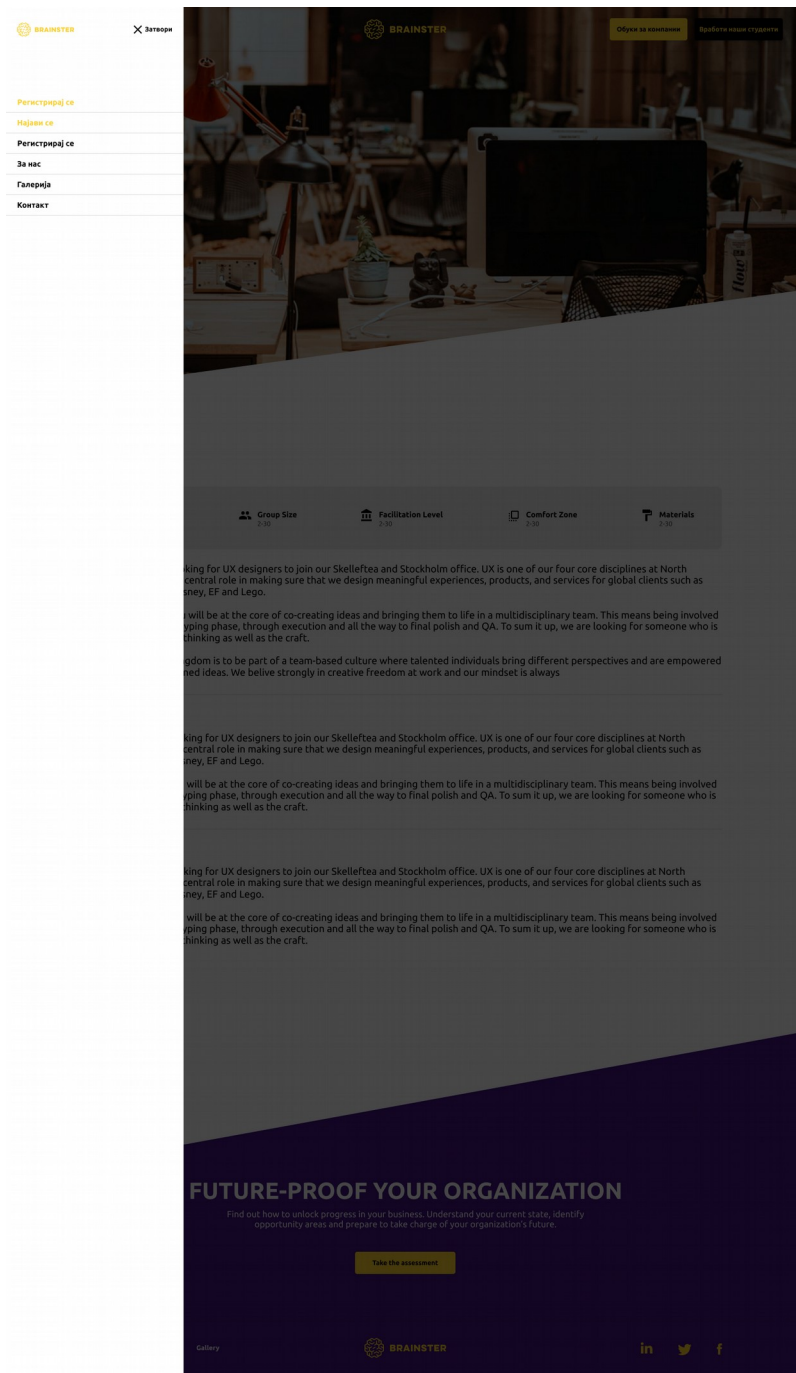 BRAINSTER
Затвори
Регистрирај се
Најави се
Регистрирај се
За нас
Галерија
Контакт
BRAINSTER
Обуки за компании
Вработи наши студенти
flow
Group Size
2-30
Facilitation Level
2-30
Comfort Zone
2-30
Materials
2-30
king for UX designers to join our Skelleftea and Stockholm office. UX is one of our four core disciplines at North
central role in making sure that we design meaningful experiences, products, and services for global clients such as
sney, EF and Lego.
will be at the core of co-creating ideas and bringing them to life in a multidisciplinary team. This means being involved
yping phase, through execution and all the way to final polish and QA. To sum it up, we are looking for someone who is
thinking as well as the craft.
gdom is to be part of a team-based culture where talented individuals bring different perspectives and are empowered
ned ideas. We belive strongly in creative freedom at work and our mindset is always
king for UX designers to join our Skelleftea and Stockholm office. UX is one of our four core disciplines at North
central role in making sure that we design meaningful experiences, products, and services for global clients such as
sney, EF and Lego.
will be at the core of co-creating ideas and bringing them to life in a multidisciplinary team. This means being involved
yping phase, through execution and all the way to final polish and QA. To sum it up, we are looking for someone who is
thinking as well as the craft.
king for UX designers to join our Skelleftea and Stockholm office. UX is one of our four core disciplines at North
central role in making sure that we design meaningful experiences, products, and services for global clients such as
sney, EF and Lego.
will be at the core of co-creating ideas and bringing them to life in a multidisciplinary team. This means being involved
yping phase, through execution and all the way to final polish and QA. To sum it up, we are looking for someone who is
thinking as well as the craft.
FUTURE-PROOF YOUR ORGANIZATION
Find out how to unlock progress in your business. Understand your current state, identify
opportunity areas and prepare to take charge of your organization's future.
Take the assessment
Gallery
BRAINSTER